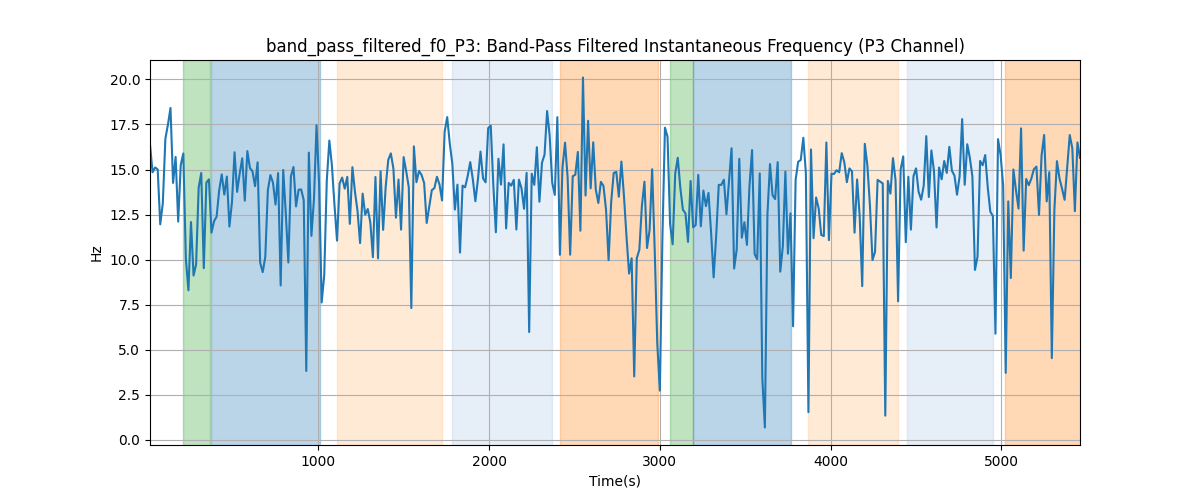 band_pass_filtered_f0_P3: Band-Pass Filtered Instantaneous Frequency (P3 Channel)
20.0
17.5
15.0
12.5
10.0
7.5
5.0
2.5
0.0
Hz
1000 2000 3000 4000 5000
Time(s)